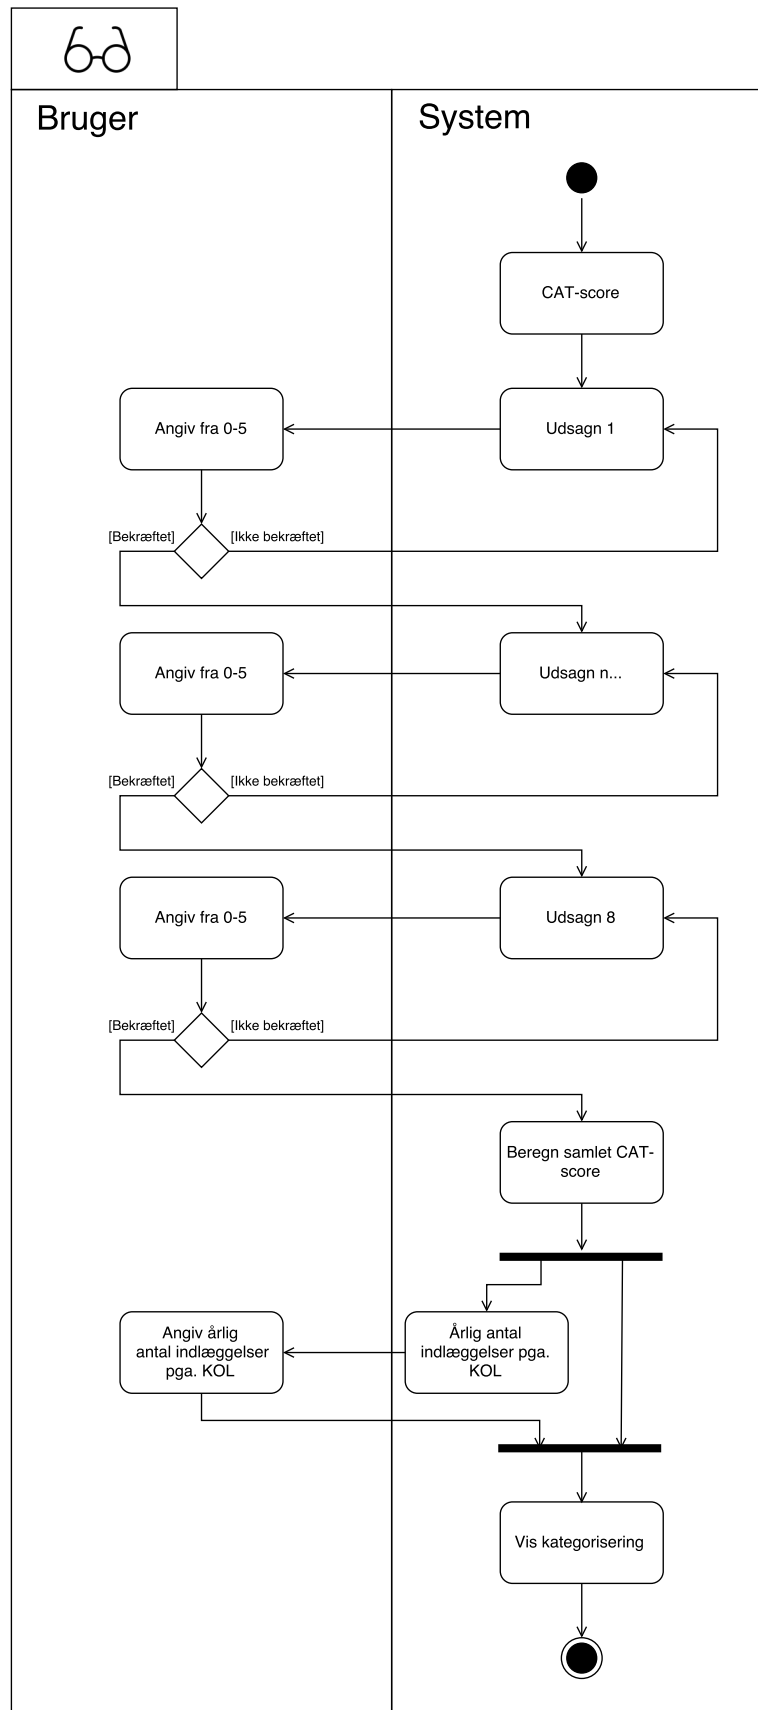 Bruger
System
CAT-score
Angiv fra 0-5
Udsagn 1
[Bekræftet]
[Ikke bekræftet]
Angiv fra 0-5
Udsagn n...
[Bekræftet]
[Ikke bekræftet]
Angiv fra 0-5
Udsagn 8
[Bekræftet]
[Ikke bekræftet]
Beregn samlet CAT-
score
Angiv årlig
antal indlæggelser
pga. KOL
Årlig antal
indlæggelser pga.
KOL
Vis kategorisering